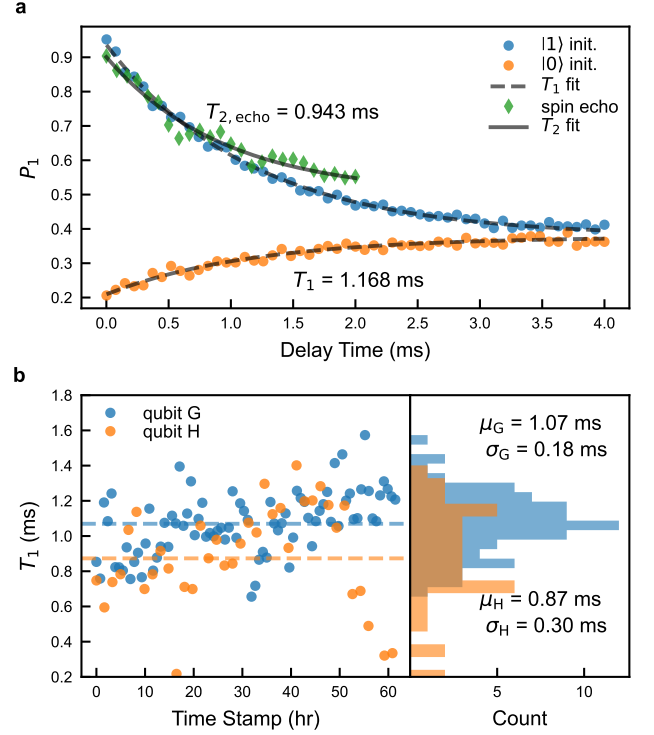 a
|1⟩ init.
|0⟩ init.
T₁ fit
spin echo
T₂ fit
T₂,echo = 0.943 ms
T₁ = 1.168 ms
P₁
0.9
0.8
0.7
0.6
0.5
0.4
0.3
0.2
0.0 0.5 1.0 1.5 2.0 2.5 3.0 3.5 4.0
Delay Time (ms)
b
qubit G
qubit H
T₁ (ms)
1.8
1.6
1.4
1.2
1.0
0.8
0.6
0.4
0.2
0 10 20 30 40 50 60
Time Stamp (hr)
μG = 1.07 ms
σG = 0.18 ms
μH = 0.87 ms
σH = 0.30 ms
5 10
Count